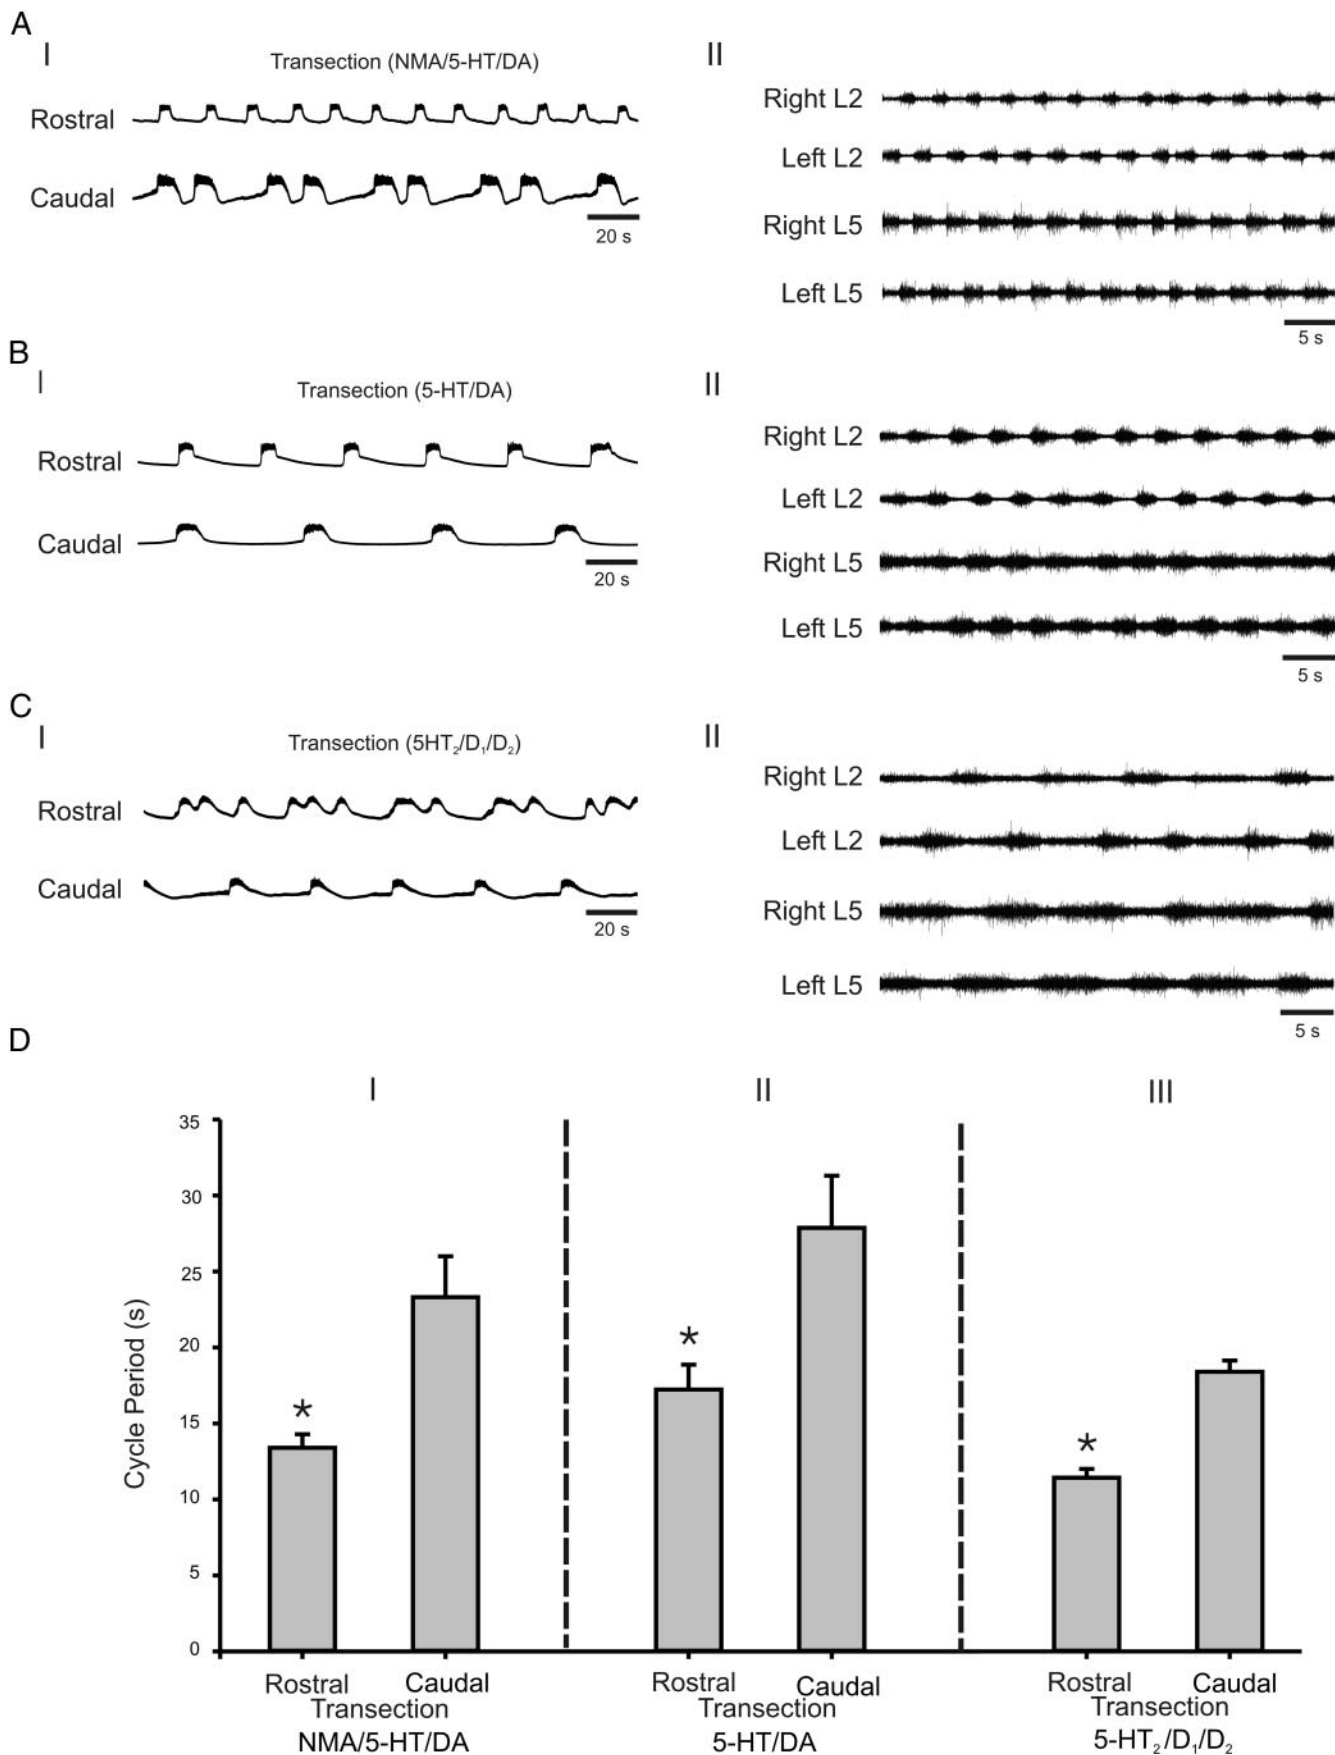 A
I
Transection (NMA/5-HT/DA)
Rostral
Caudal
20 s
II
Right L2
Left L2
Right L5
Left L5
5 s
B
I
Transection (5-HT/DA)
Rostral
Caudal
20 s
II
Right L2
Left L2
Right L5
Left L5
5 s
C
I
Transection (5HT₂/D₁/D₂)
Rostral
Caudal
20 s
II
Right L2
Left L2
Right L5
Left L5
5 s
D
I
II
III
Cycle Period (s)
35
30
25
20
15
10
5
0
*
*
*
Rostral Caudal
Transection
NMA/5-HT/DA
Rostral Caudal
Transection
5-HT/DA
Rostral Caudal
Transection
5-HT₂/D₁/D₂